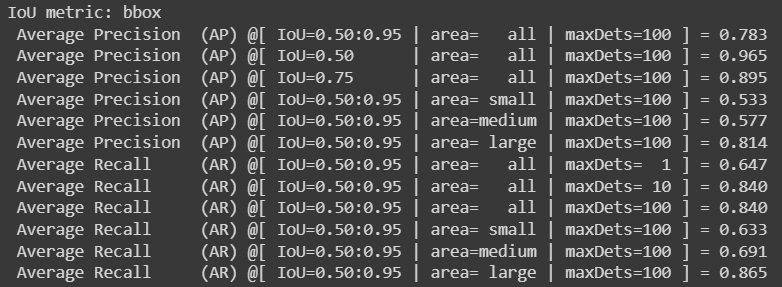 IoU metric: bbox
 Average Precision  (AP) @[ IoU=0.50:0.95 | area=   all | maxDets=100 ] = 0.783
 Average Precision  (AP) @[ IoU=0.50      | area=   all | maxDets=100 ] = 0.965
 Average Precision  (AP) @[ IoU=0.75      | area=   all | maxDets=100 ] = 0.895
 Average Precision  (AP) @[ IoU=0.50:0.95 | area= small | maxDets=100 ] = 0.533
 Average Precision  (AP) @[ IoU=0.50:0.95 | area=medium | maxDets=100 ] = 0.577
 Average Precision  (AP) @[ IoU=0.50:0.95 | area= large | maxDets=100 ] = 0.814
 Average Recall     (AR) @[ IoU=0.50:0.95 | area=   all | maxDets=  1 ] = 0.647
 Average Recall     (AR) @[ IoU=0.50:0.95 | area=   all | maxDets= 10 ] = 0.840
 Average Recall     (AR) @[ IoU=0.50:0.95 | area=   all | maxDets=100 ] = 0.840
 Average Recall     (AR) @[ IoU=0.50:0.95 | area= small | maxDets=100 ] = 0.633
 Average Recall     (AR) @[ IoU=0.50:0.95 | area=medium | maxDets=100 ] = 0.691
 Average Recall     (AR) @[ IoU=0.50:0.95 | area= large | maxDets=100 ] = 0.865